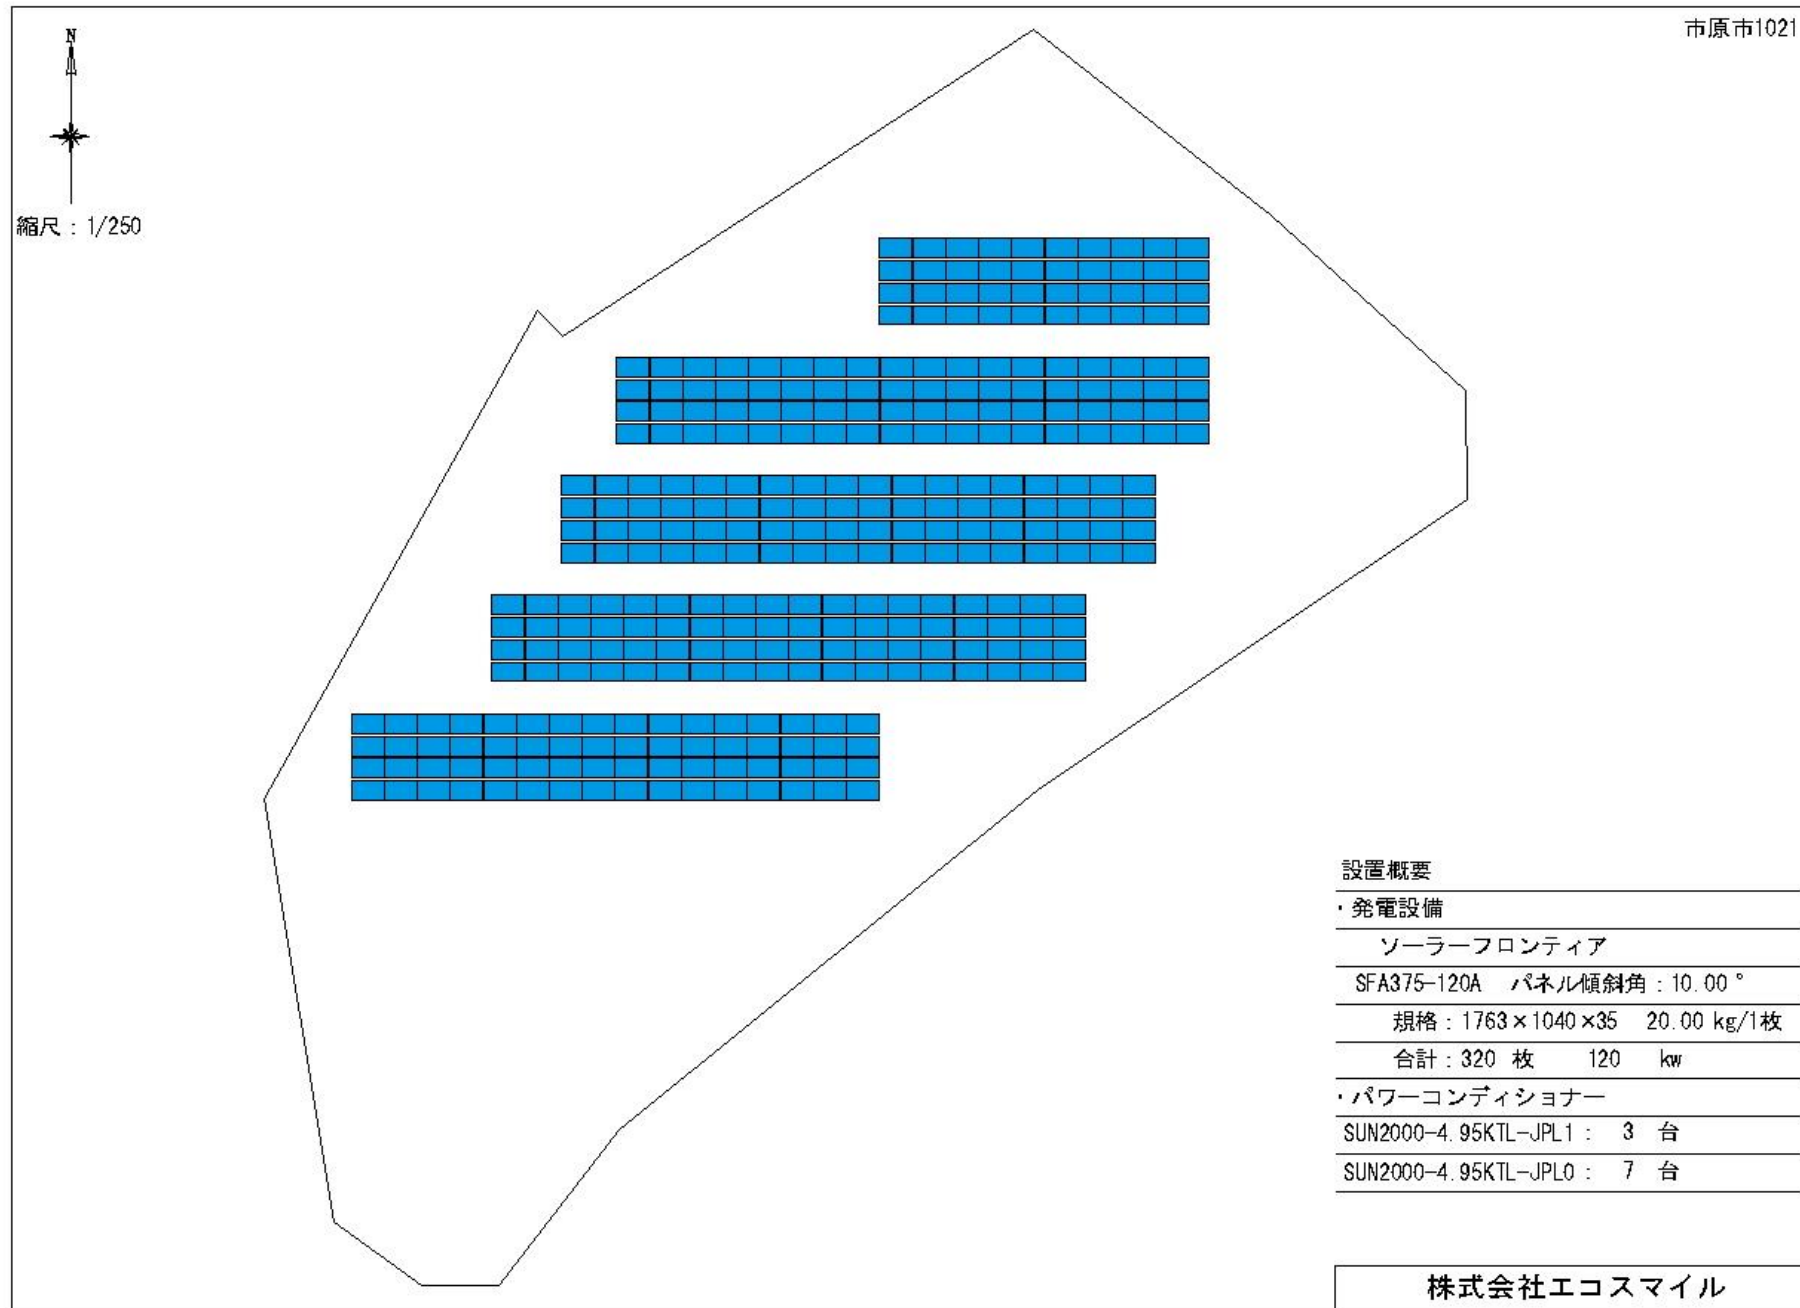 市原市1021
N
縮尺：1/250
設置概要
・発電設備
ソーラーフロンティア
SFA375-120A パネル傾斜角：10.00°
規格：1763×1040×35 20.00 kg/1枚
合計：320 枚 120 kw
・パワーコンディショナー
SUN2000-4.95KTL-JPL1： 3 台
SUN2000-4.95KTL-JPL0： 7 台
株式会社エコスマイル